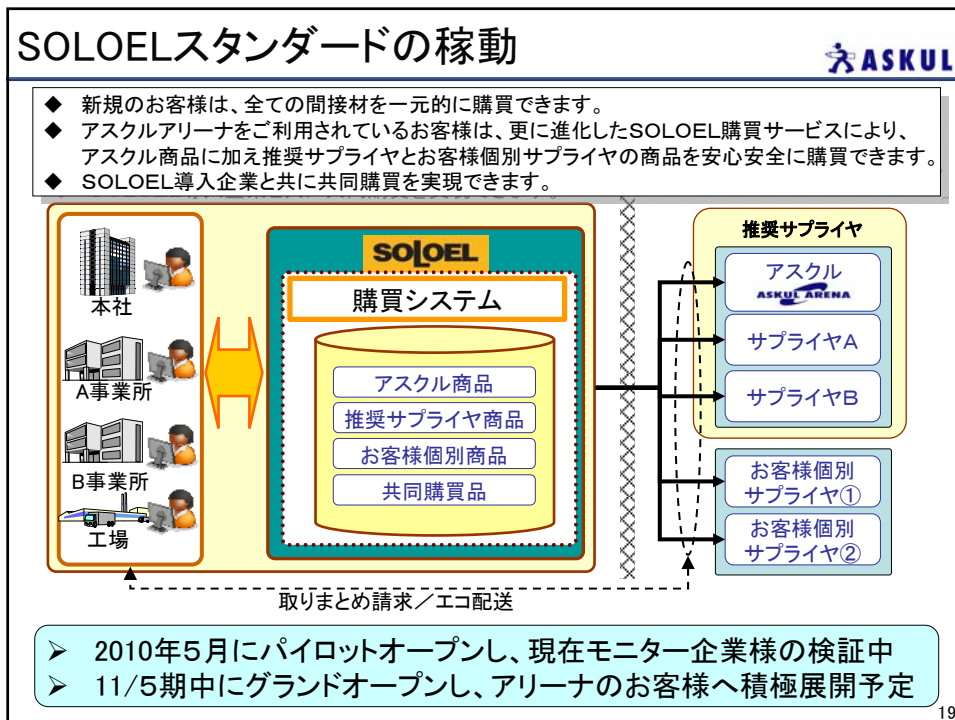 SOLOELスタンダードの稼動
ASKUL
◆ 新規のお客様は、全ての間接材を一元的に購買できます。
◆ アスクルアリーナをご利用されているお客様は、更に進化したSOLOEL購買サービスにより、
アスクル商品に加え推奨サプライヤとお客様個別サプライヤの商品を安心安全に購買できます。
◆ SOLOEL導入企業と共に共同購買を実現できます。
本社
A事業所
B事業所
工場
SOLOEL
購買システム
アスクル商品
推奨サプライヤ商品
お客様個別商品
共同購買品
推奨サプライヤ
アスクル
ASKUL ARENA
サプライヤA
サプライヤB
お客様個別
サプライヤ①
お客様個別
サプライヤ②
取りまとめ請求／エコ配送
➢ 2010年5月にパイロットオープンし、現在モニター企業様の検証中
➢ 11/5期中にグランドオープンし、アリーナのお客様へ積極展開予定
19